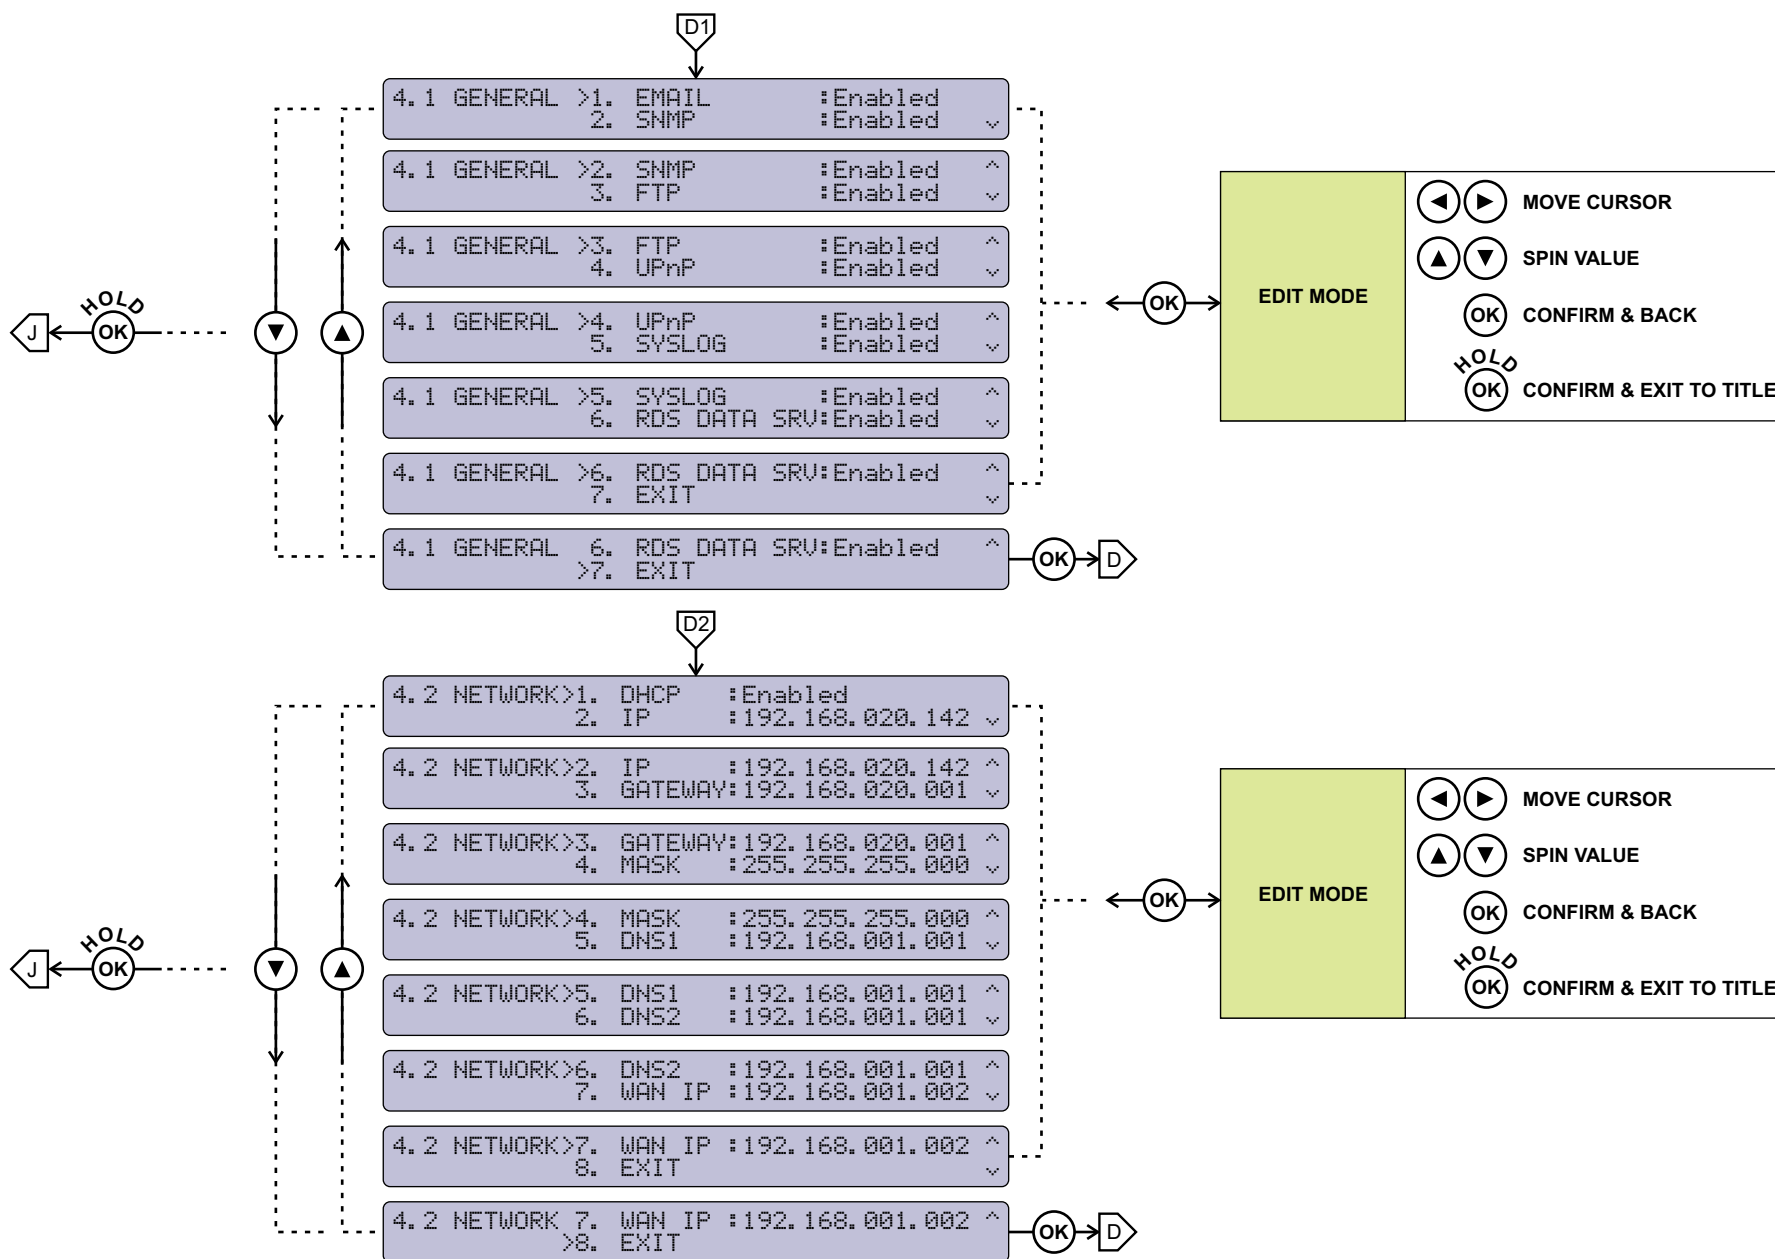 D1
4.1 GENERAL >1. EMAIL :Enabled
2. SNMP :Enabled
4.1 GENERAL >2. SNMP :Enabled ^
3. FTP :Enabled
4.1 GENERAL >3. FTP :Enabled ^
4. UPnP :Enabled
4.1 GENERAL >4. UPnP :Enabled ^
5. SYSLOG :Enabled
4.1 GENERAL >5. SYSLOG :Enabled ^
6. RDS DATA SRV:Enabled
4.1 GENERAL >6. RDS DATA SRV:Enabled ^
7. EXIT
4.1 GENERAL 6. RDS DATA SRV:Enabled ^
>7. EXIT
J
HOLD
OK
OK
EDIT MODE
MOVE CURSOR
SPIN VALUE
OK CONFIRM & BACK
HOLD
OK CONFIRM & EXIT TO TITLE
OK D
D2
4.2 NETWORK>1. DHCP :Enabled
2. IP :192.168.020.142
4.2 NETWORK>2. IP :192.168.020.142 ^
3. GATEWAY:192.168.020.001
4.2 NETWORK>3. GATEWAY:192.168.020.001 ^
4. MASK :255.255.255.000
4.2 NETWORK>4. MASK :255.255.255.000 ^
5. DNS1 :192.168.001.001
4.2 NETWORK>5. DNS1 :192.168.001.001 ^
6. DNS2 :192.168.001.001
4.2 NETWORK>6. DNS2 :192.168.001.001 ^
7. WAN IP :192.168.001.002
4.2 NETWORK>7. WAN IP :192.168.001.002 ^
8. EXIT
4.2 NETWORK 7. WAN IP :192.168.001.002 ^
>8. EXIT
J
HOLD
OK
OK
EDIT MODE
MOVE CURSOR
SPIN VALUE
OK CONFIRM & BACK
HOLD
OK CONFIRM & EXIT TO TITLE
OK D